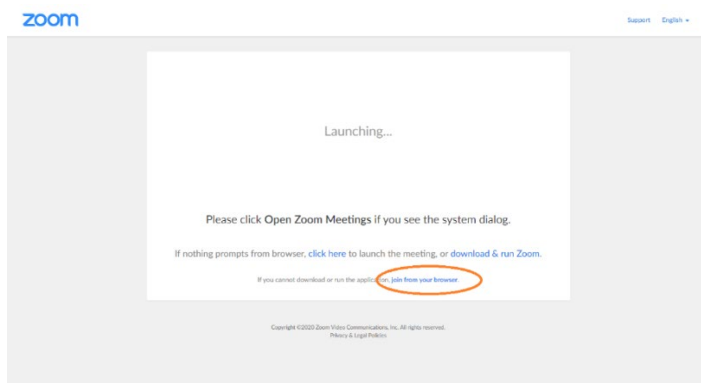 zoom
Support English
Launching...
Please click Open Zoom Meetings if you see the system dialog.
If nothing prompts from browser, click here to launch the meeting, or download & run Zoom.
If you cannot download or run the application, join from your browser.
Copyright ©2020 Zoom Video Communications, Inc. All rights reserved.
Privacy & Legal Policies